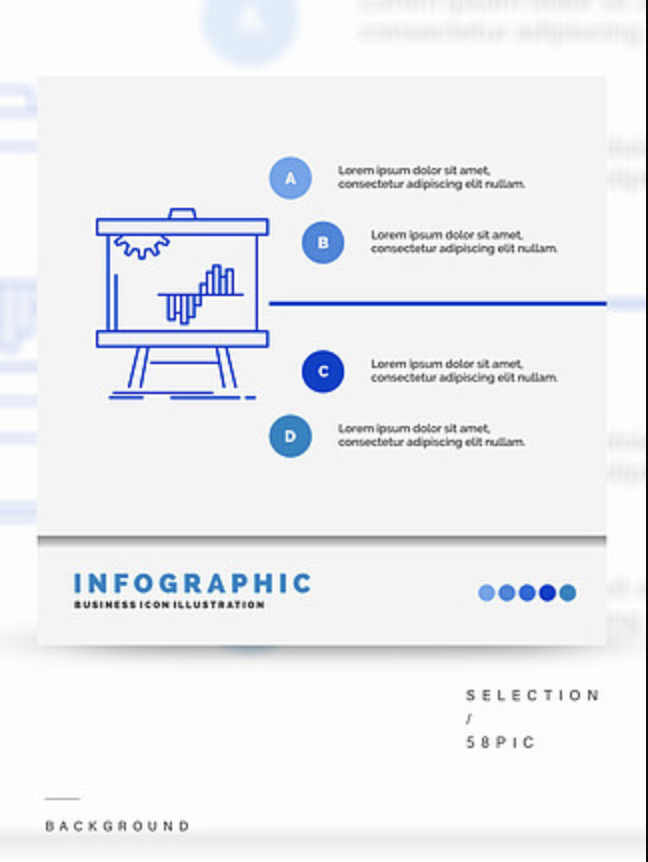 A
Lorem ipsum dolor sit amet,
consectetur adipiscing elit nullam.
B
Lorem ipsum dolor sit amet,
consectetur adipiscing elit nullam.
C
Lorem ipsum dolor sit amet,
consectetur adipiscing elit nullam.
D
Lorem ipsum dolor sit amet,
consectetur adipiscing elit nullam.
INFOGRAPHIC
BUSINESS ICON ILLUSTRATION
SELECTION
/
58PIC
BACKGROUND